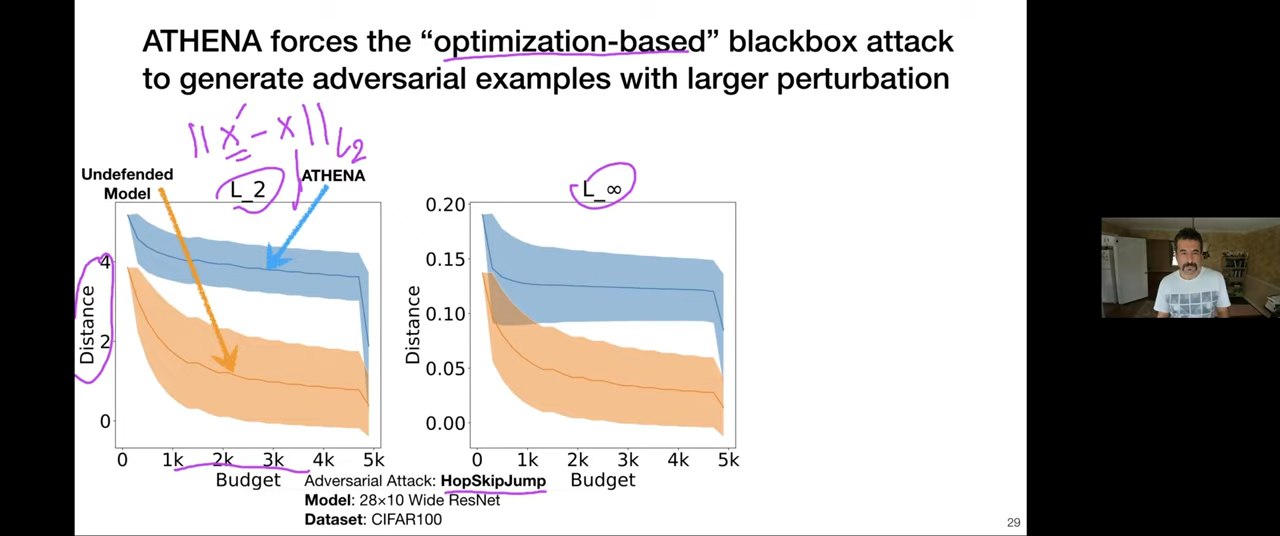 ATHENA forces the “optimization-based” blackbox attack
to generate adversarial examples with larger perturbation
||x′ - x||L2
Undefended
Model
L_2
ATHENA
L_∞
4
2
0
Distance
0 1k 2k 3k 4k 5k
Budget
0.20
0.15
0.10
0.05
0.00
Distance
0 1k 2k 3k 4k 5k
Budget
Adversarial Attack: HopSkipJump
Model: 28×10 Wide ResNet
Dataset: CIFAR100
29